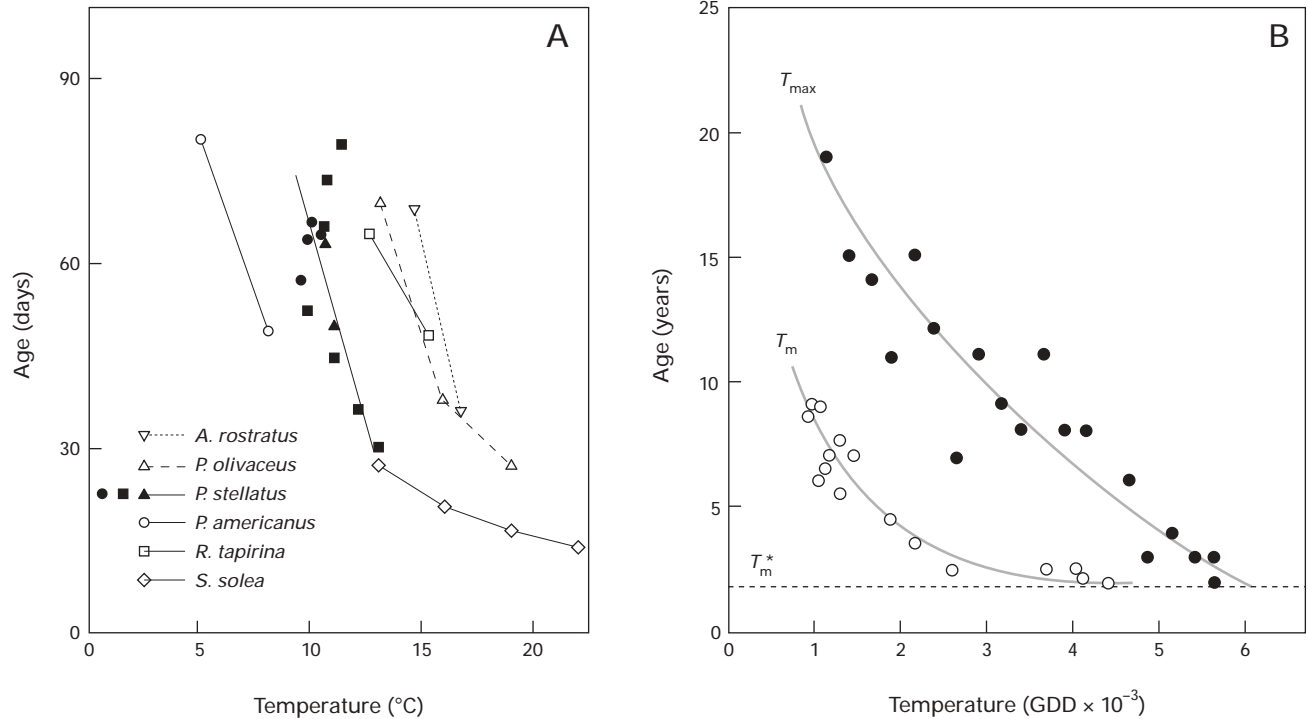 A
90
60
30
0
Age (days)
A. rostratus
P. olivaceus
P. stellatus
P. americanus
R. tapirina
S. solea
0 5 10 15 20
Temperature (°C)
B
25
20
15
10
5
0
Age (years)
Tmax
Tm
Tm*
0 1 2 3 4 5 6
Temperature (GDD × 10⁻³)